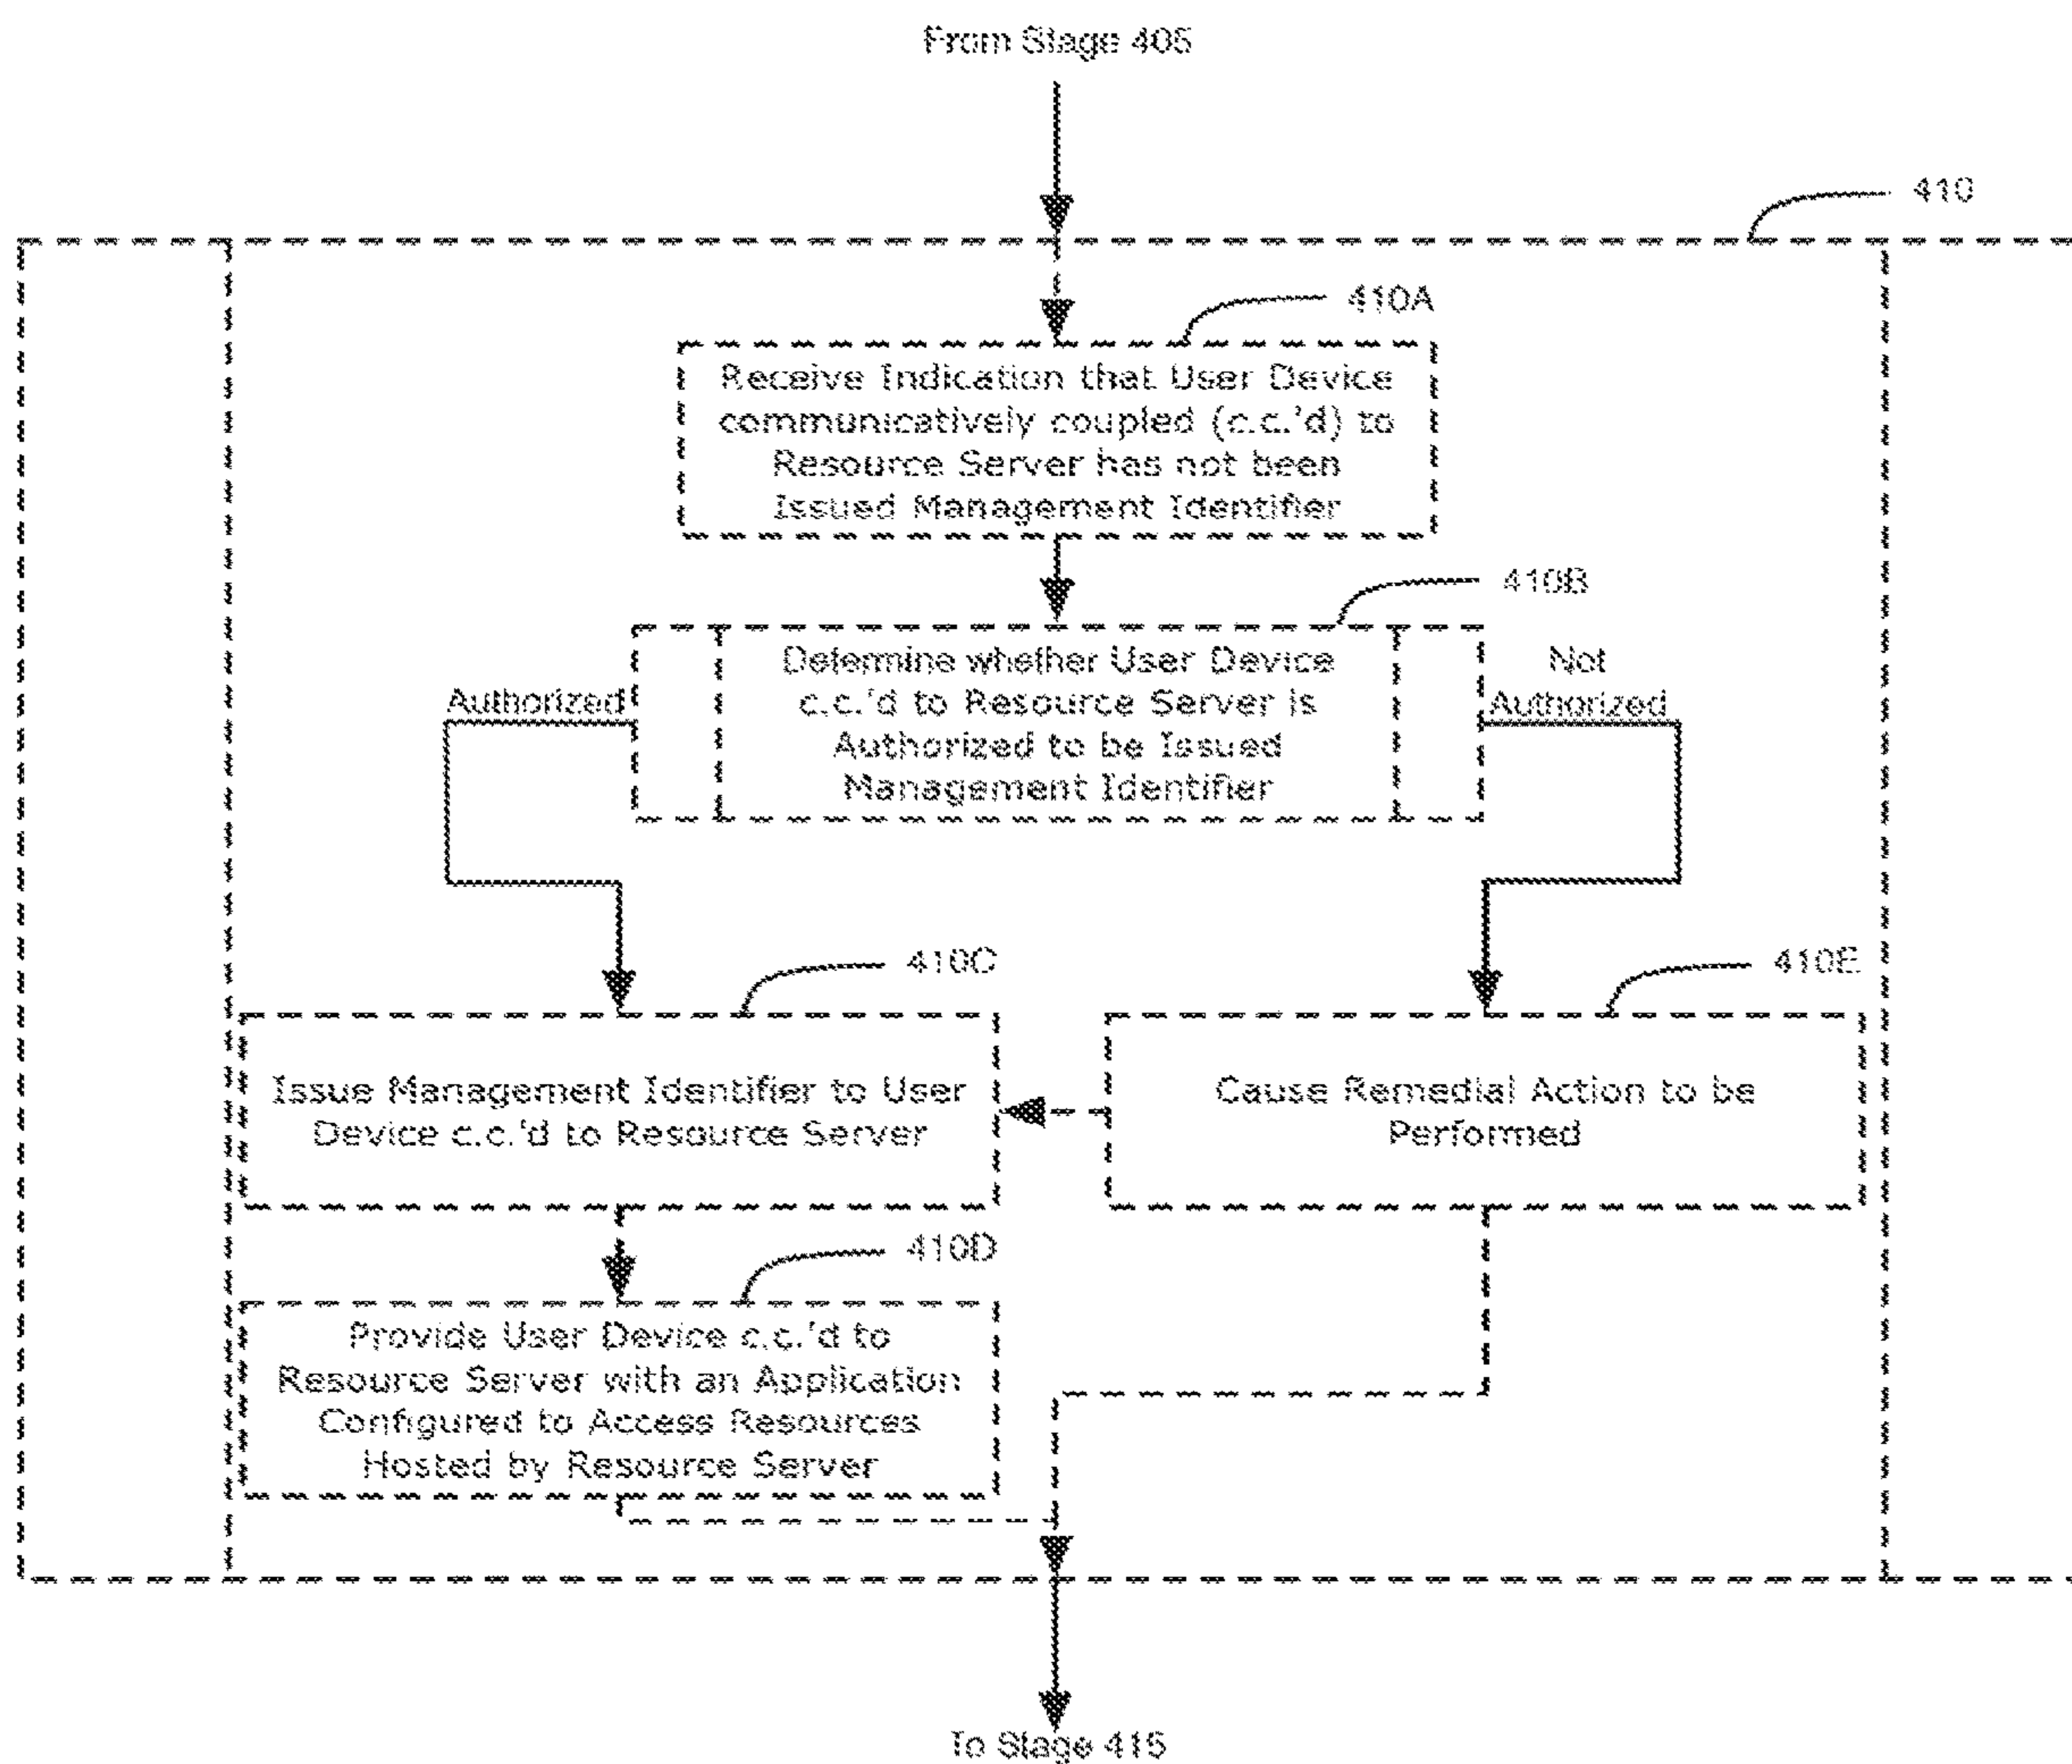 From Stage 405
410
410A
Receive Indication that User Device
communicatively coupled (c.c.'d) to
Resource Server has not been
Issued Management Identifier
410B
Determine whether User Device
c.c.'d to Resource Server is
Authorized to be Issued
Management Identifier
Authorized
Not
Authorized
410C
Issue Management Identifier to User
Device c.c.'d to Resource Server
410E
Cause Remedial Action to be
Performed
410D
Provide User Device c.c.'d to
Resource Server with an Application
Configured to Access Resources
Hosted by Resource Server
To Stage 415